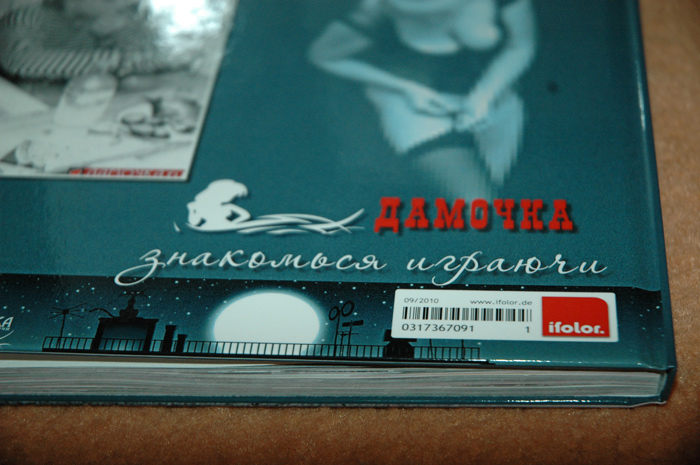 ДАМОЧКА
знакомься играючи
09/2010 www.ifolor.de
0317367091 1
ifolor.